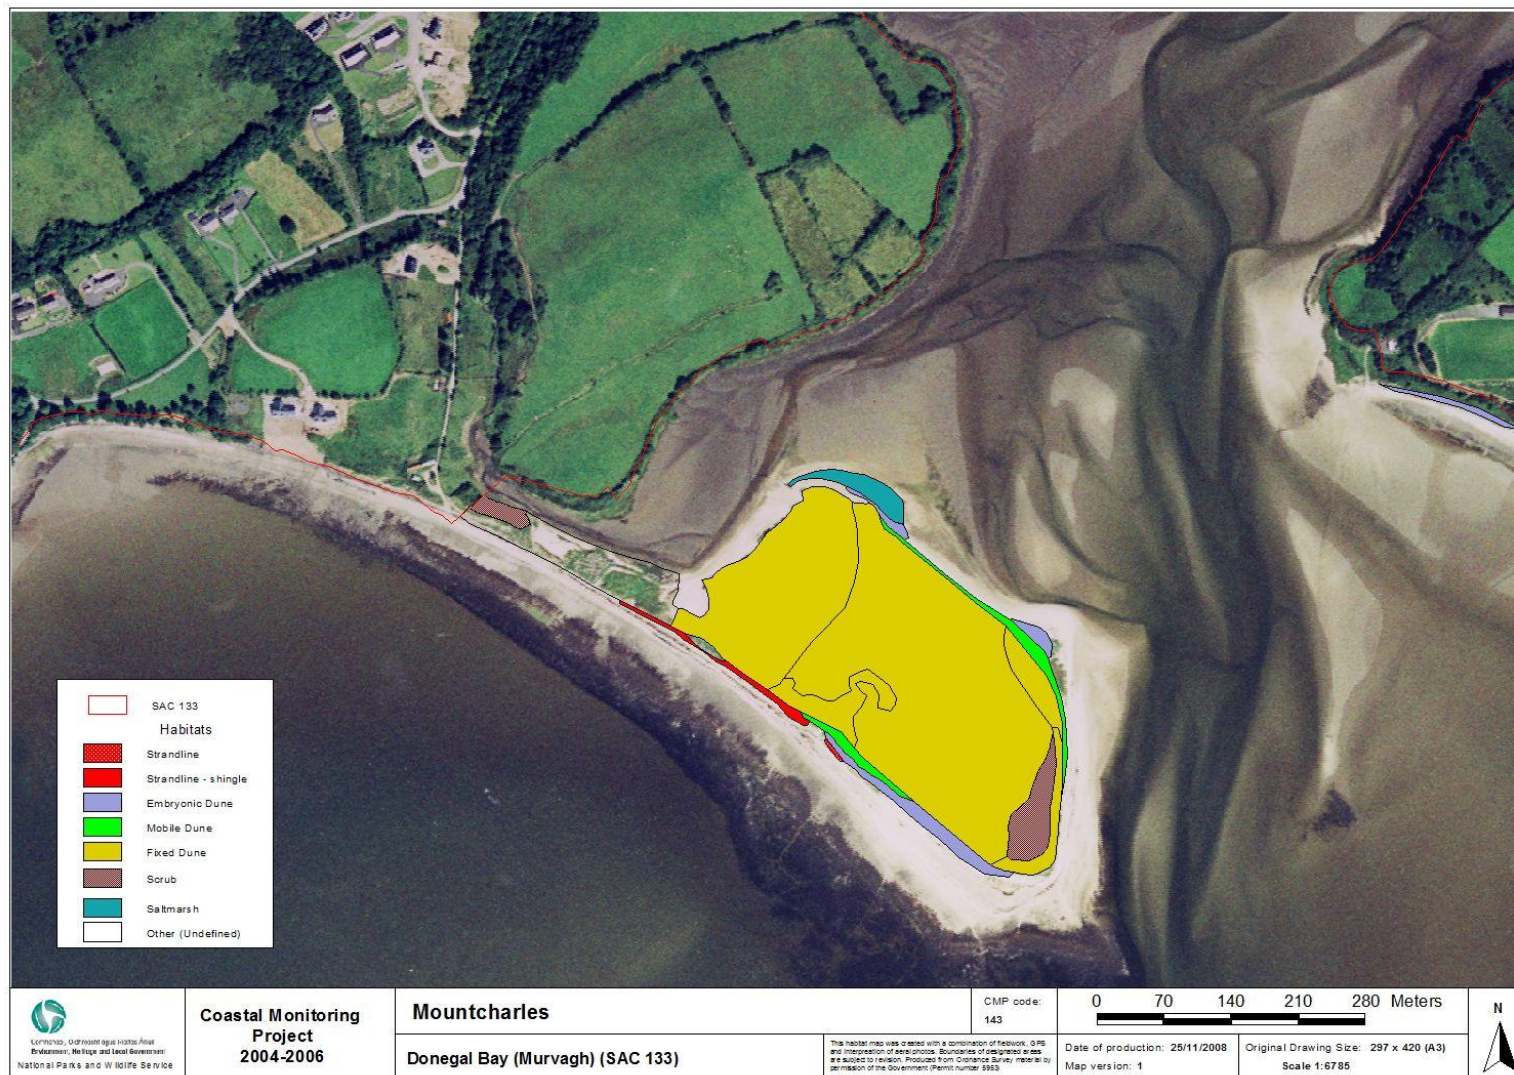 SAC 133
Habitats
Strandline
Strandline - shingle
Embryonic Dune
Mobile Dune
Fixed Dune
Scrub
Saltmarsh
Other (Undefined)
Environment, Heritage and Local Government
National Parks and Wildlife Service
Coastal Monitoring
Project
2004-2006
Mountcharles
Donegal Bay (Murvagh) (SAC 133)
CMP code:
143
This habitat map was created with a combination of fieldwork, GPS
and interpretation of aerial photos. Boundaries of designated areas
are subject to revision. Produced from Ordnance Survey material by
permission of the Government (Permit number
0 70 140 210 280 Meters
Date of production: 25/11/2008
Map version: 1
Original Drawing Size: 297 x 420 (A3)
Scale 1:6785
N